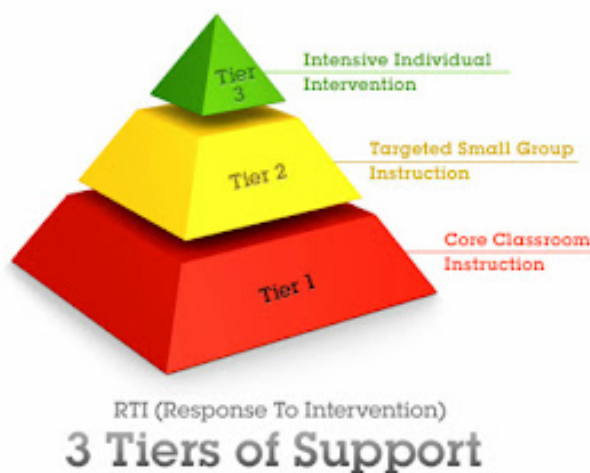 Tier
3
Intensive Individual
Intervention
Tier 2
Targeted Small Group
Instruction
Tier 1
Core Classroom
Instruction
RTI (Response To Intervention)
3 Tiers of Support